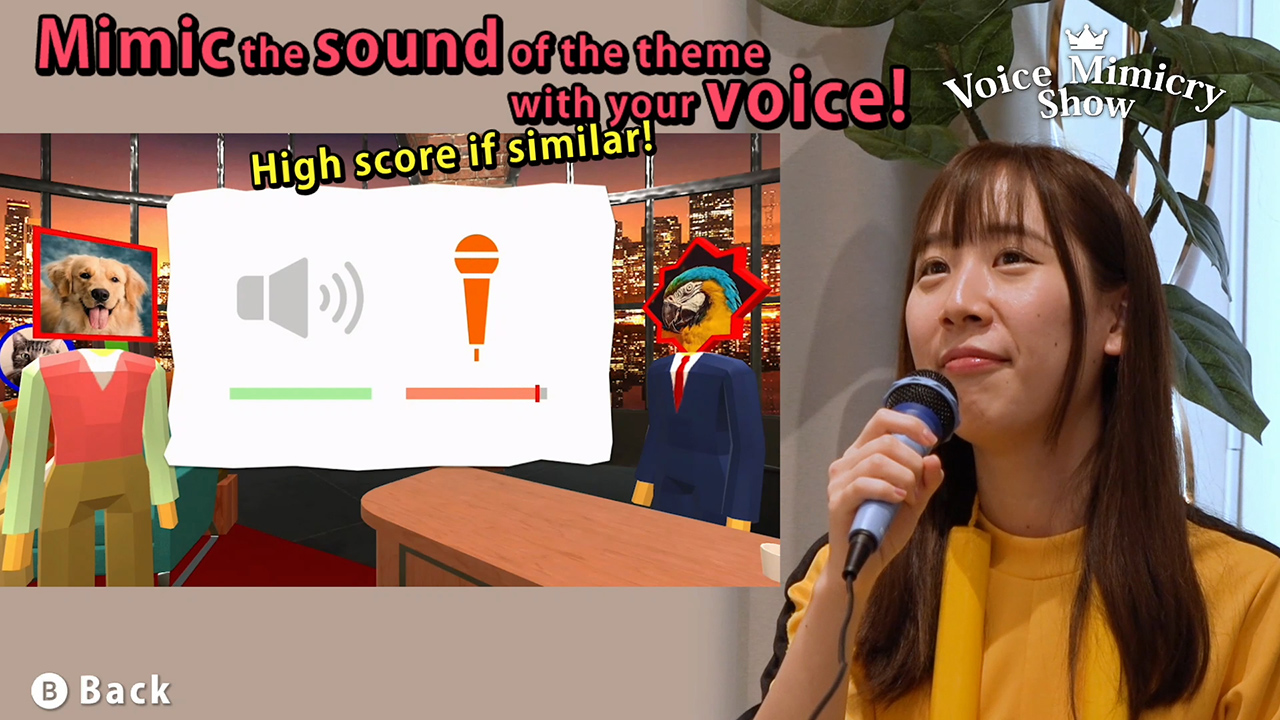 Mimic the sound of the theme
with your voice!
High score if similar!
Voice Mimicry
Show
B Back